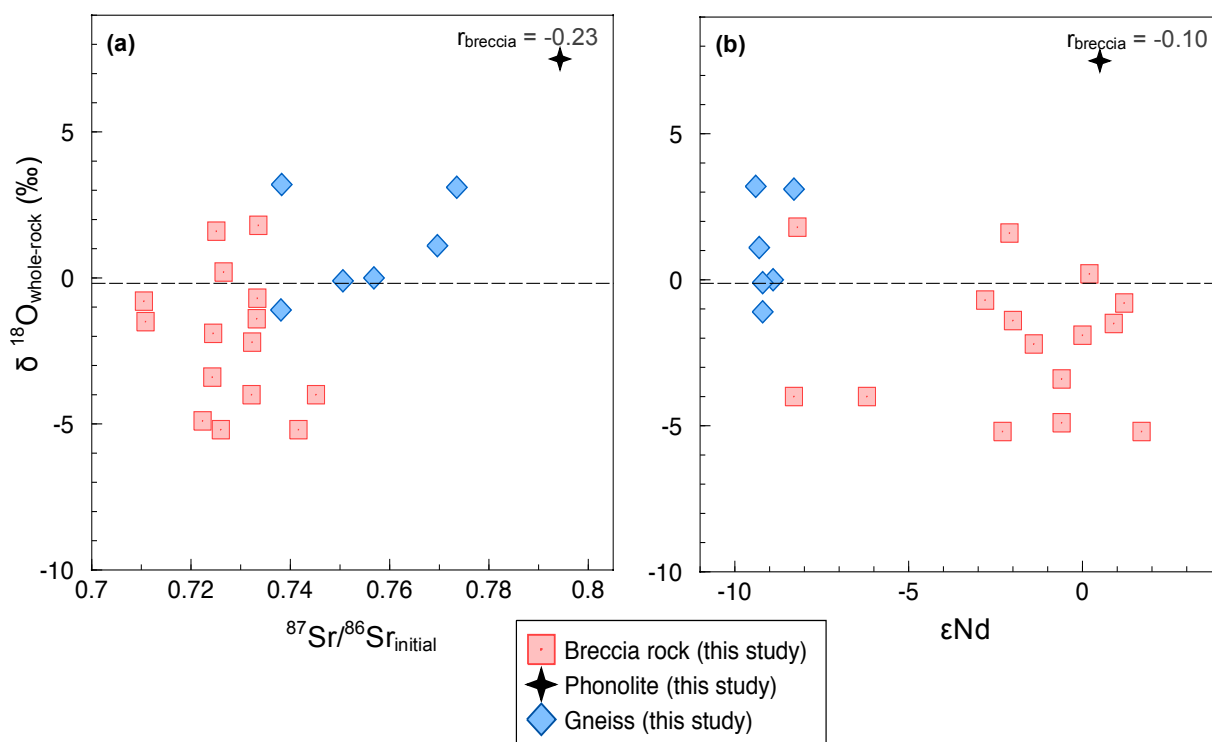 (a)
r_breccia = -0.23
(b)
r_breccia = -0.10
5
0
-5
-10
δ ¹⁸O_whole-rock (‰)
0.7 0.72 0.74 0.76 0.78 0.8
⁸⁷Sr/⁸⁶Sr_initial
5
0
-5
-10
-10 -5 0
εNd
Breccia rock (this study)
Phonolite (this study)
Gneiss (this study)